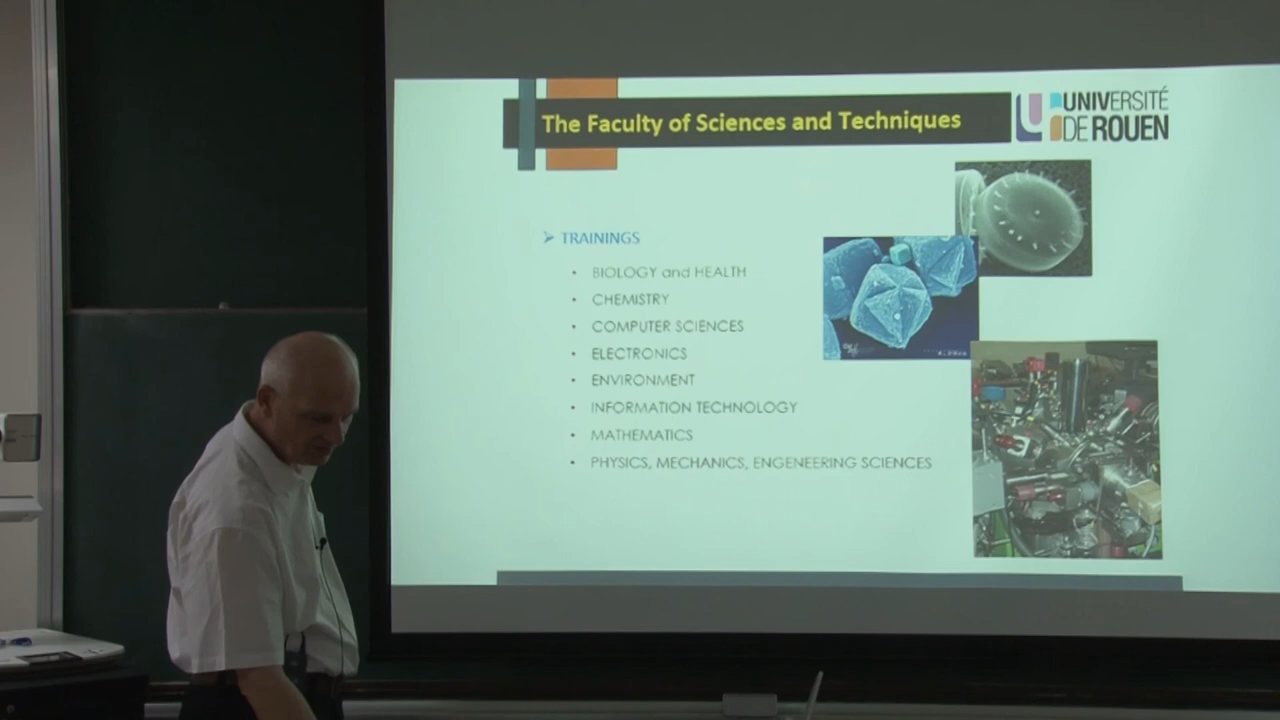 The Faculty of Sciences and Techniques
UNIVERSITÉ
DE ROUEN
➢ TRAININGS
• BIOLOGY and HEALTH
• CHEMISTRY
• COMPUTER SCIENCES
• ELECTRONICS
• ENVIRONMENT
• INFORMATION TECHNOLOGY
• MATHEMATICS
• PHYSICS, MECHANICS, ENGENEERING SCIENCES